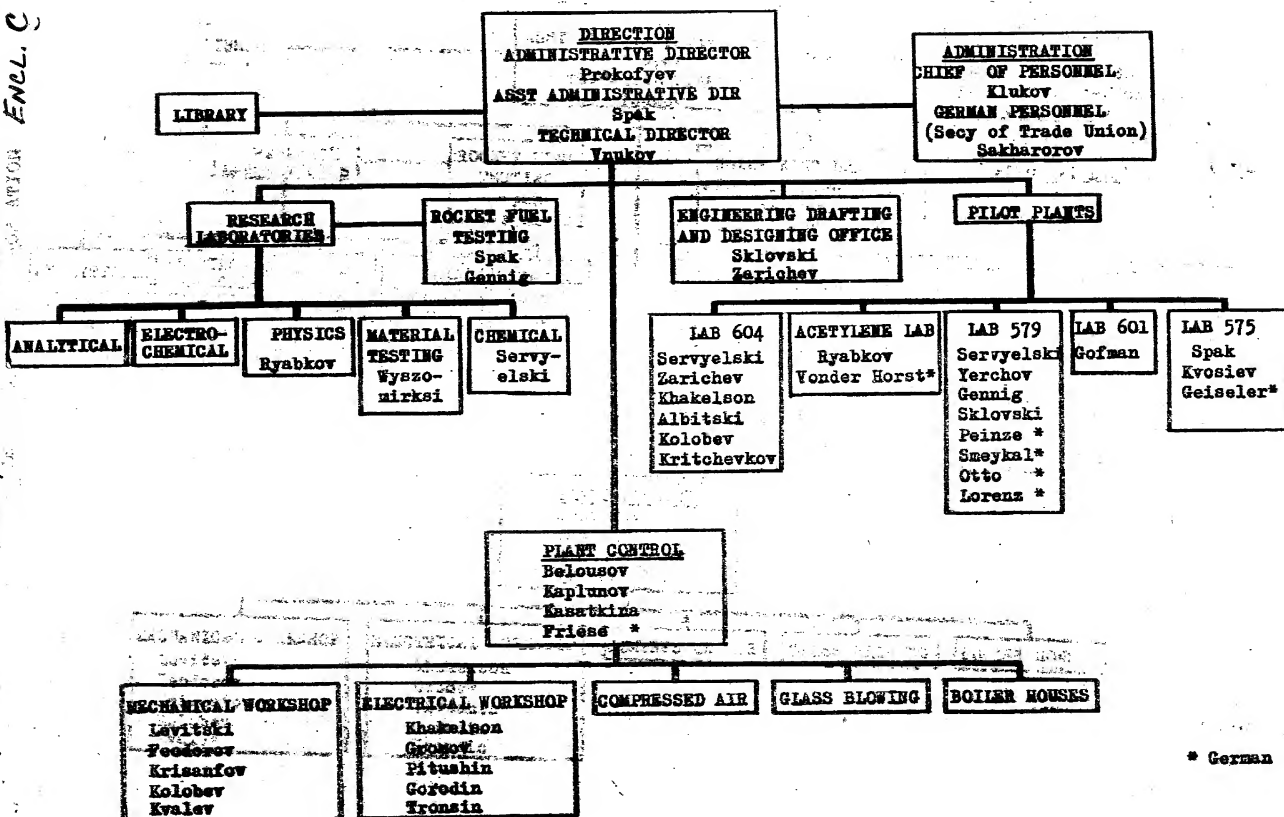 ENCL. C
DIRECTION
ADMINISTRATIVE DIRECTOR
Prokofyev
ASST ADMINISTRATIVE DIR
Spak
TECHNICAL DIRECTOR
Vnukov
ADMINISTRATION
CHIEF OF PERSONNEL
Klukov
GERMAN PERSONNEL
(Secy of Trade Union)
Sakharorov
LIBRARY
RESEARCH
LABORATORIES
ROCKET FUEL
TESTING
Spak
Gennig
ENGINEERING DRAFTING
AND DESIGNING OFFICE
Sklovski
Zarichev
PILOT PLANTS
ANALYTICAL
ELECTRO-
CHEMICAL
PHYSICS
Ryabkov
MATERIAL
TESTING
Wyszo-
mirksi
CHEMICAL
Servy-
elski
LAB 604
Servyelski
Zarichev
Khakelson
Albitski
Kolobev
Kritchevkov
ACETYLENE LAB
Ryabkov
Vonder Horst*
LAB 579
Servyelski
Yerchov
Gennig
Sklovski
Peinze *
Smeykal*
Otto *
Lorenz *
LAB 601
Gofman
LAB 575
Spak
Kvosiev
Geiseler*
PLANT CONTROL
Belousov
Kaplunov
Kasatkina
Friese *
MECHANICAL WORKSHOP
Levitski
Feodorov
Krisanfov
Kolobev
Kvalev
ELECTRICAL WORKSHOP
Khakelson
Gromov
Pitushin
Gorodin
Tronsin
COMPRESSED AIR
GLASS BLOWING
BOILER HOUSES
* German